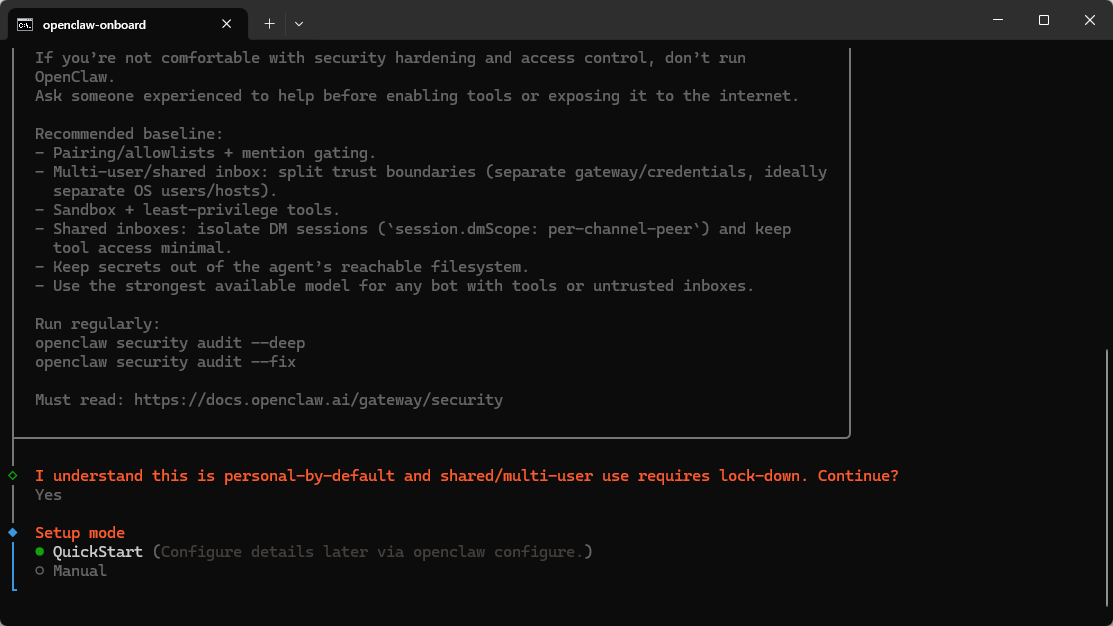 openclaw-onboard
If you’re not comfortable with security hardening and access control, don’t run
OpenClaw.
Ask someone experienced to help before enabling tools or exposing it to the internet.
Recommended baseline:
- Pairing/allowlists + mention gating.
- Multi-user/shared inbox: split trust boundaries (separate gateway/credentials, ideally
separate OS users/hosts).
- Sandbox + least-privilege tools.
- Shared inboxes: isolate DM sessions (`session.dmScope: per-channel-peer`) and keep
tool access minimal.
- Keep secrets out of the agent’s reachable filesystem.
- Use the strongest available model for any bot with tools or untrusted inboxes.
Run regularly:
openclaw security audit --deep
openclaw security audit --fix
Must read: https://docs.openclaw.ai/gateway/security
I understand this is personal-by-default and shared/multi-user use requires lock-down. Continue?
Yes
Setup mode
● QuickStart (Configure details later via openclaw configure.)
○ Manual